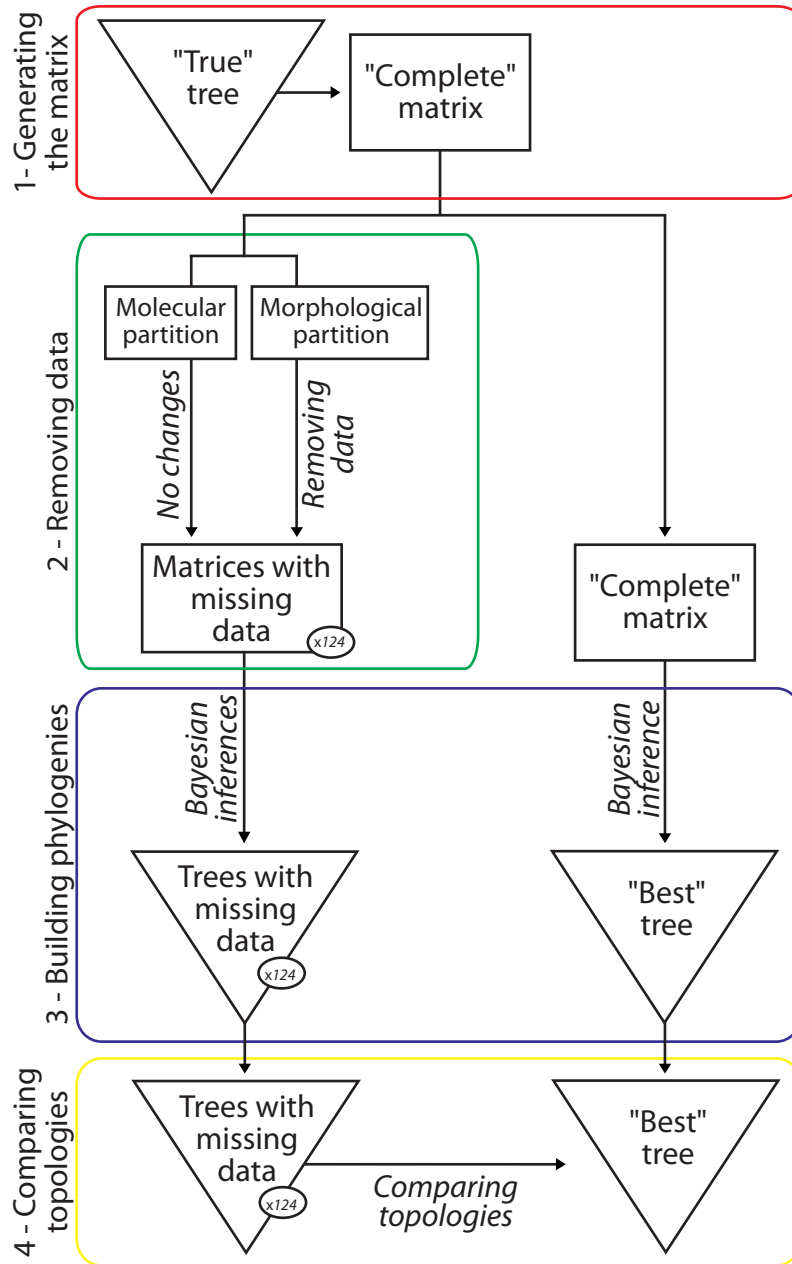 1- Generating
the matrix
"True"
tree
"Complete"
matrix
2 - Removing data
Molecular
partition
Morphological
partition
No changes
Removing
data
Matrices with
missing
data
x124
"Complete"
matrix
3 - Building phylogenies
Bayesian
inferences
Bayesian
inference
Trees with
missing
data
x124
"Best"
tree
4 - Comparing
topologies
Trees with
missing
data
x124
Comparing
topologies
"Best"
tree